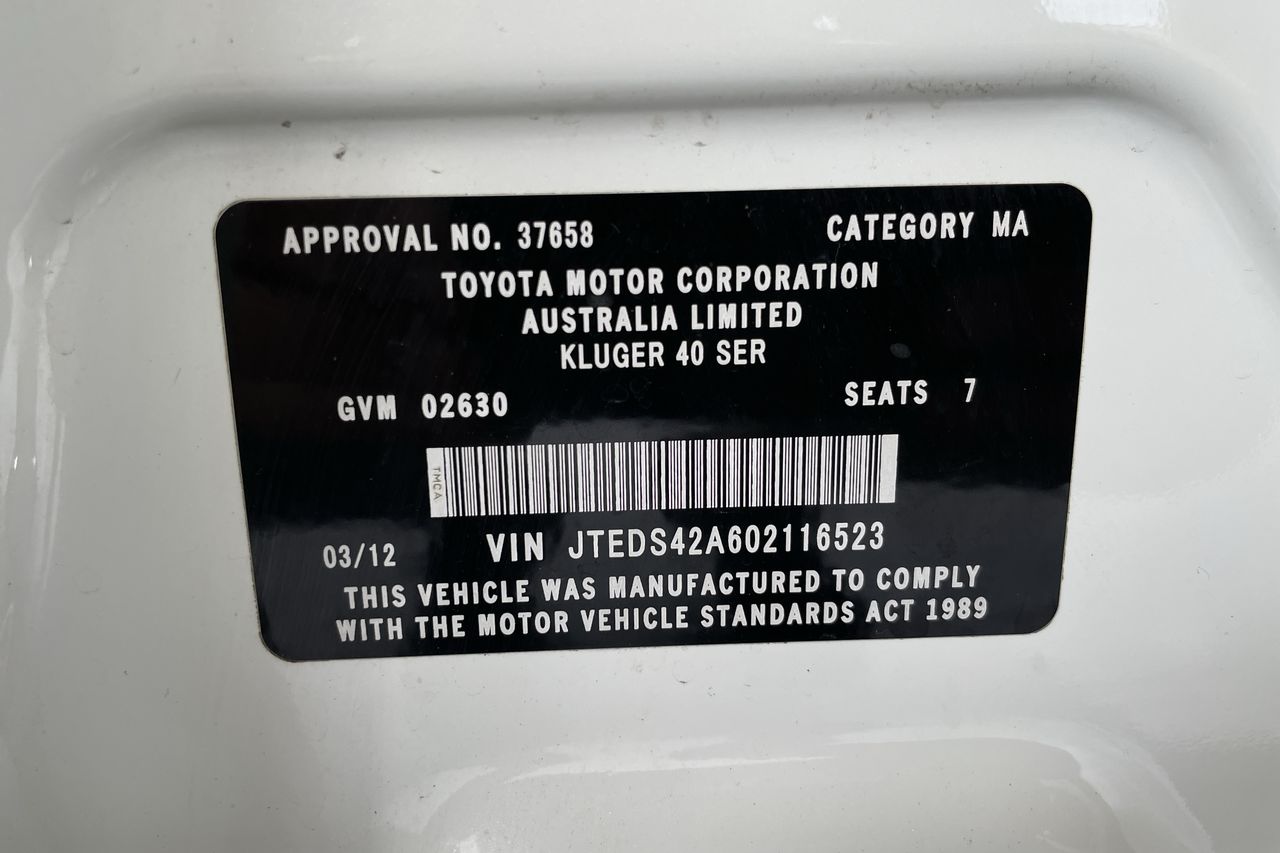 APPROVAL NO. 37658 CATEGORY MA
TOYOTA MOTOR CORPORATION
AUSTRALIA LIMITED
KLUGER 40 SER
GVM 02630 SEATS 7
TMCA
03/12 VIN JTEDS42A602116523
THIS VEHICLE WAS MANUFACTURED TO COMPLY
WITH THE MOTOR VEHICLE STANDARDS ACT 1989